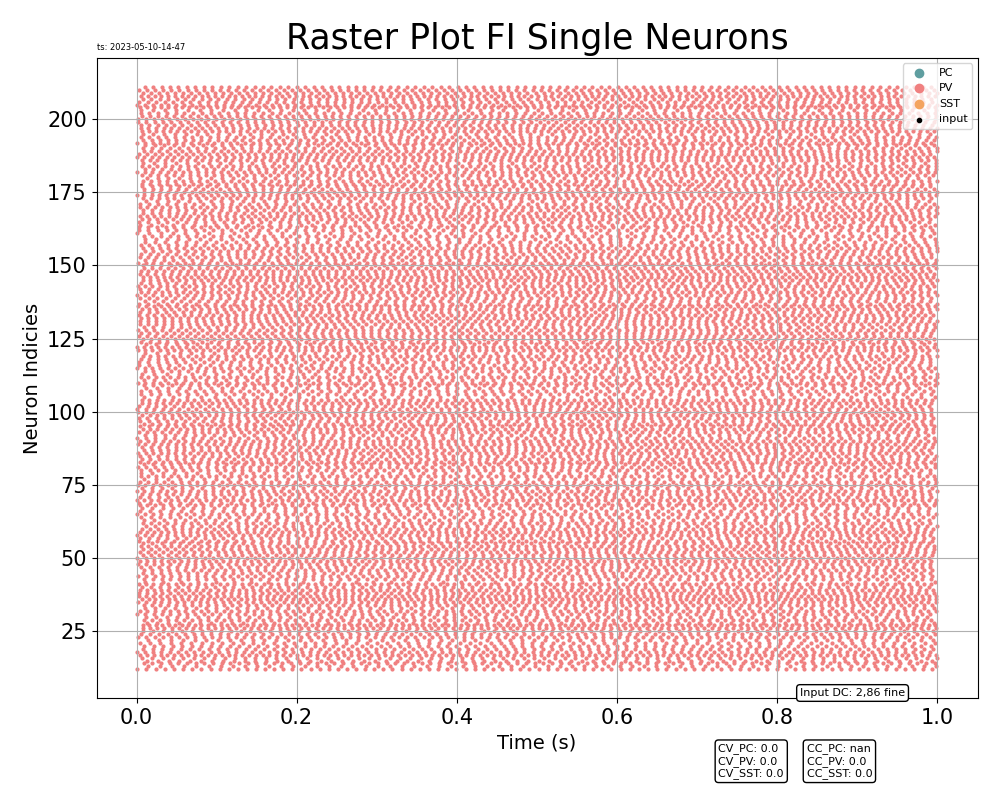 Raster Plot FI Single Neurons
ts: 2023-05-10-14-47
PC
PV
SST
input
200
175
150
125
100
75
50
25
Neuron Indicies
Input DC: 2,86 fine
0.0 0.2 0.4 0.6 0.8 1.0
Time (s)
CV_PC: 0.0
CV_PV: 0.0
CV_SST: 0.0
CC_PC: nan
CC_PV: 0.0
CC_SST: 0.0